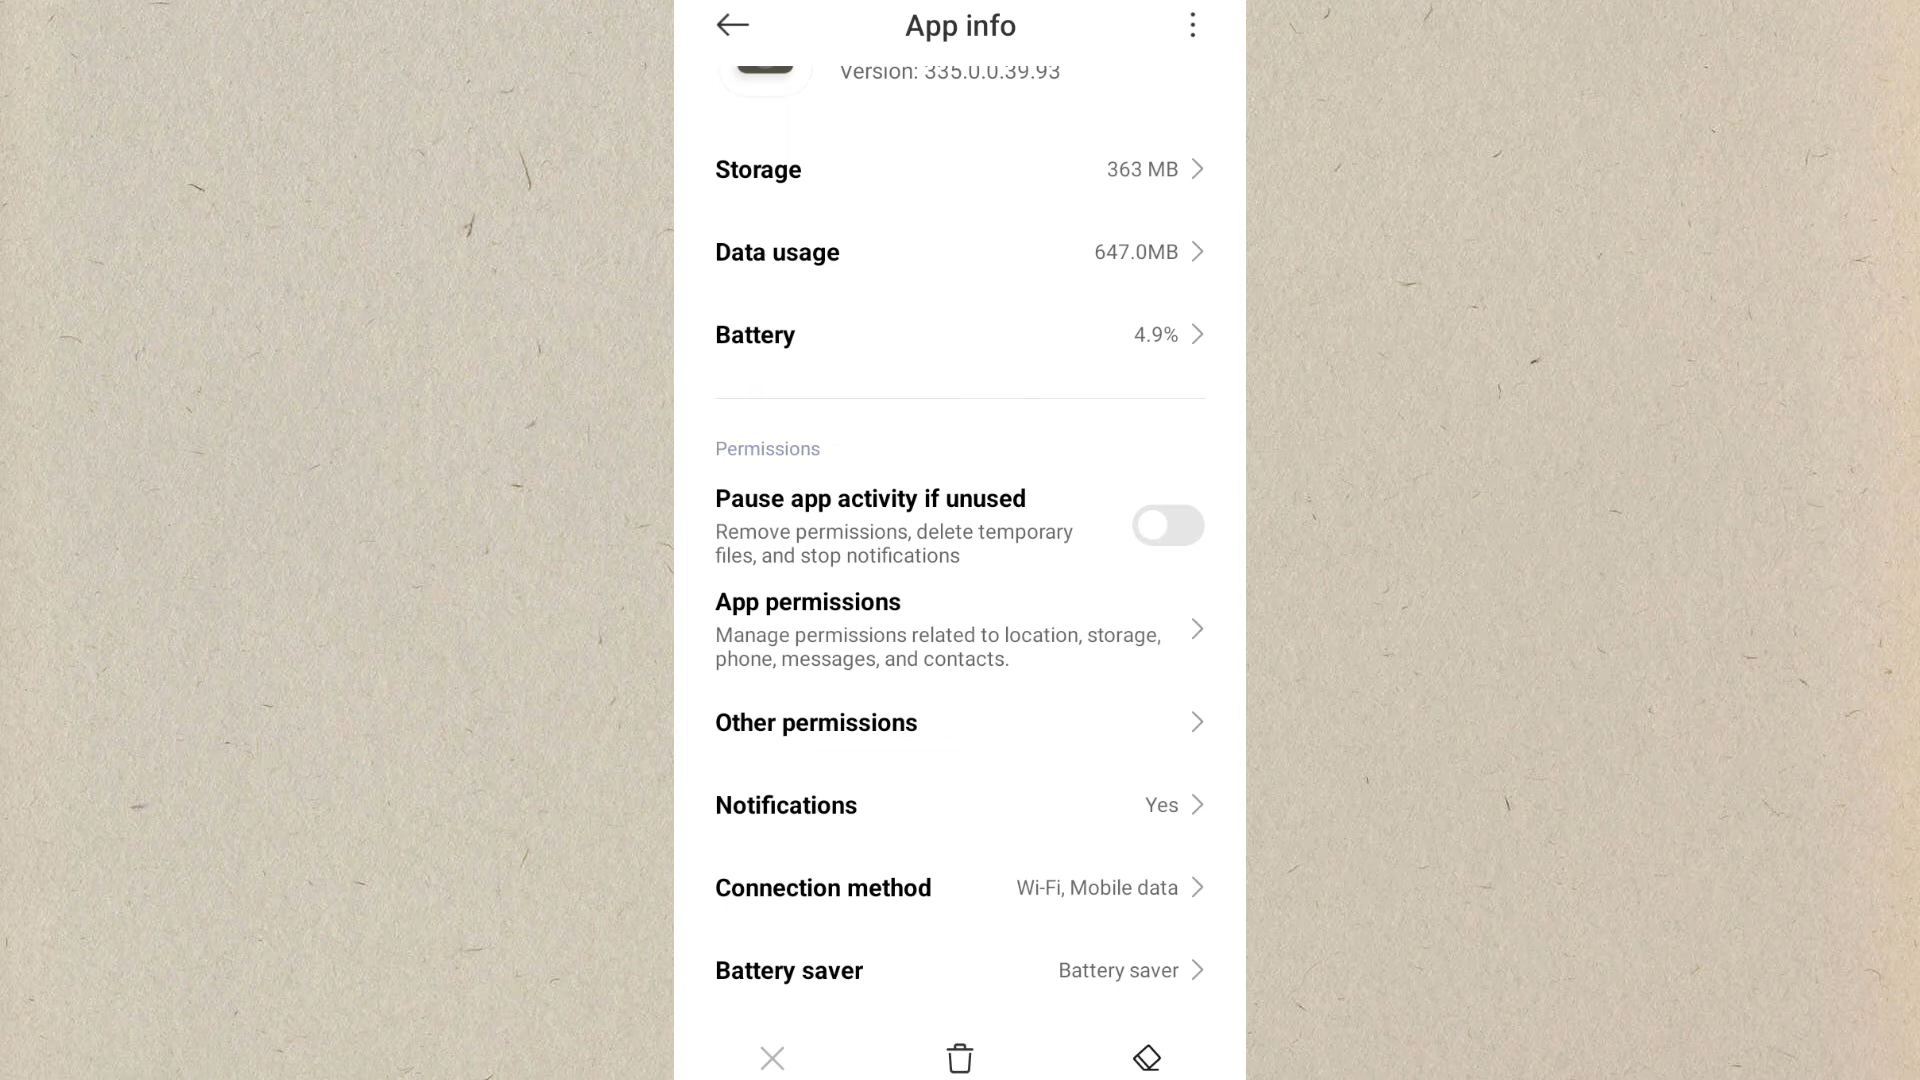 App info
Version: 335.0.0.39.93
Storage 363 MB
Data usage 647.0MB
Battery 4.9%
Permissions
Pause app activity if unused
Remove permissions, delete temporary
files, and stop notifications
App permissions
Manage permissions related to location, storage,
phone, messages, and contacts.
Other permissions
Notifications Yes
Connection method Wi-Fi, Mobile data
Battery saver Battery saver